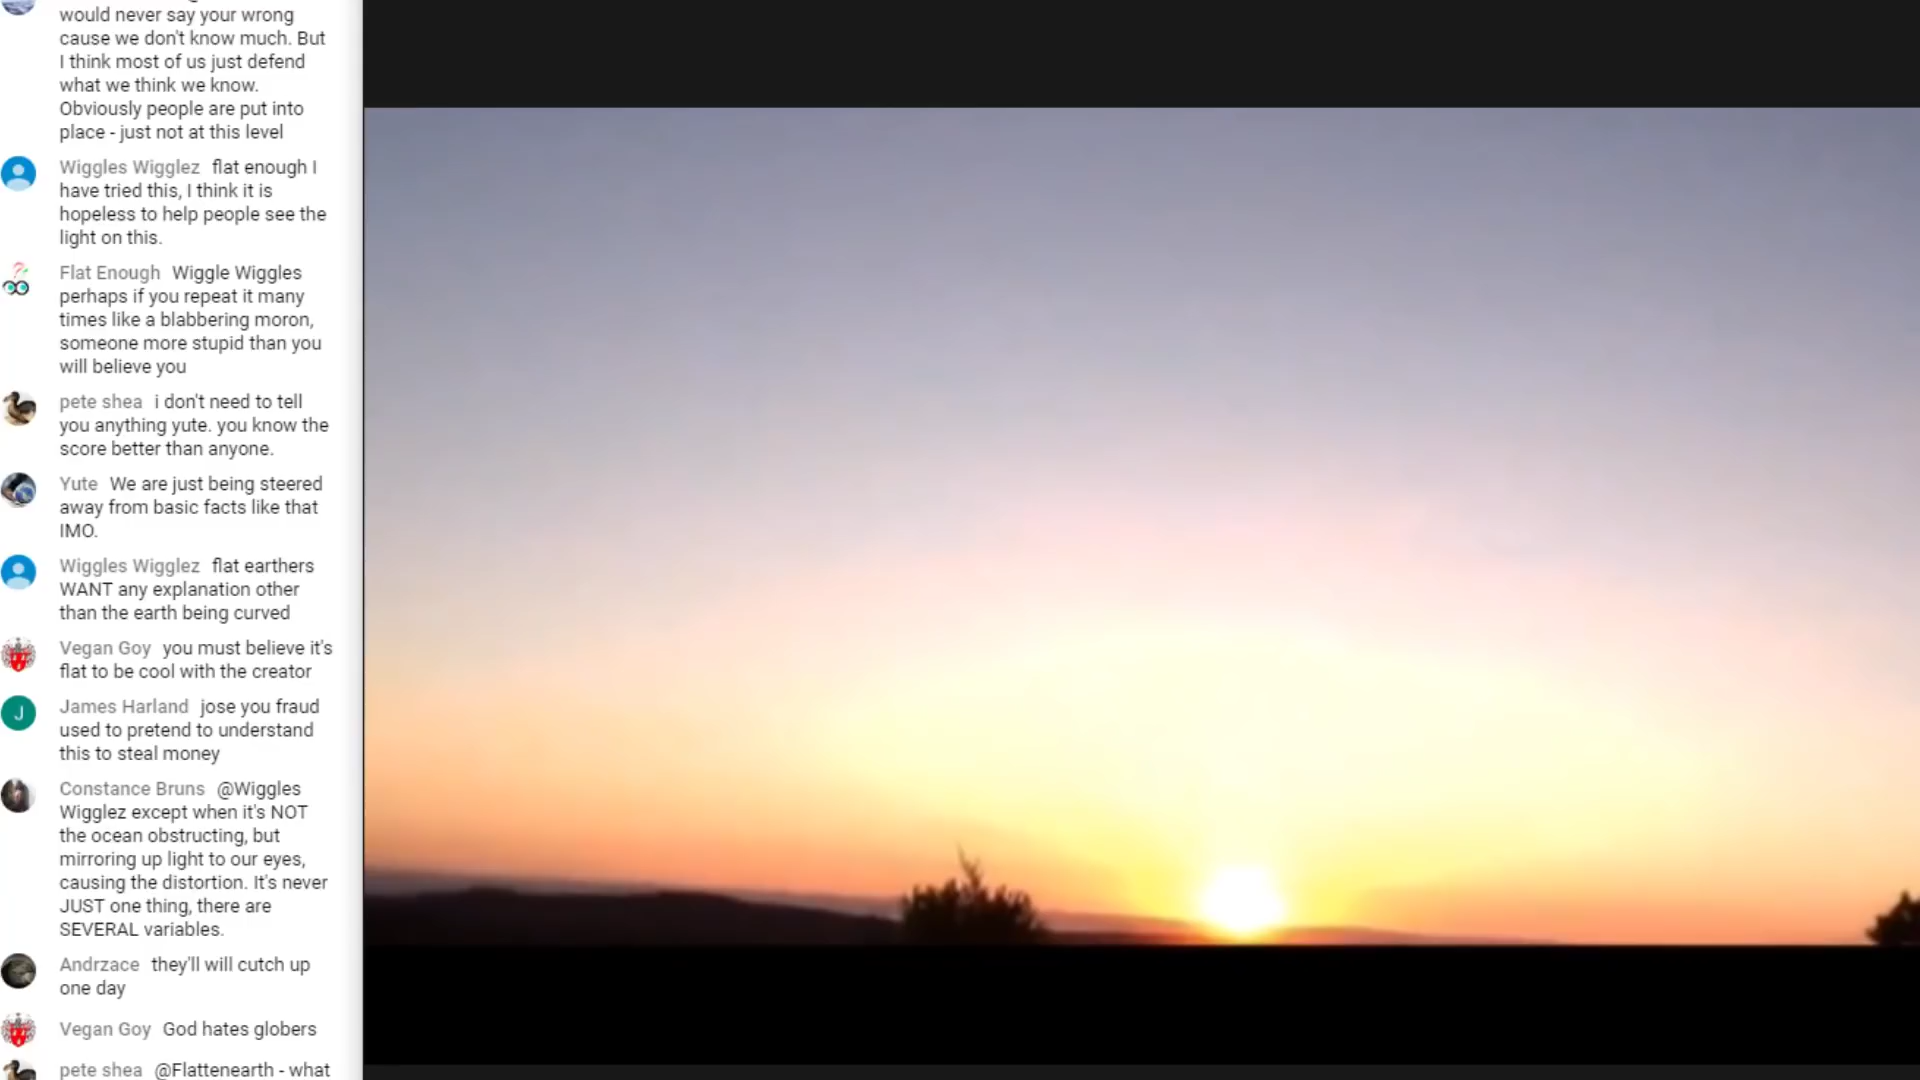 would never say your wrong
cause we don't know much. But
I think most of us just defend
what we think we know.
Obviously people are put into
place - just not at this level
Wiggles Wigglez flat enough I
have tried this, I think it is
hopeless to help people see the
light on this.
Flat Enough Wiggle Wiggles
perhaps if you repeat it many
times like a blabbering moron,
someone more stupid than you
will believe you
pete shea i don't need to tell
you anything yute. you know the
score better than anyone.
Yute We are just being steered
away from basic facts like that
IMO.
Wiggles Wigglez flat earthers
WANT any explanation other
than the earth being curved
Vegan Goy you must believe it's
flat to be cool with the creator
J
James Harland jose you fraud
used to pretend to understand
this to steal money
Constance Bruns @Wiggles
Wigglez except when it's NOT
the ocean obstructing, but
mirroring up light to our eyes,
causing the distortion. It's never
JUST one thing, there are
SEVERAL variables.
Andrzace they'll will cutch up
one day
Vegan Goy God hates globers
pete shea @Flattenearth - what